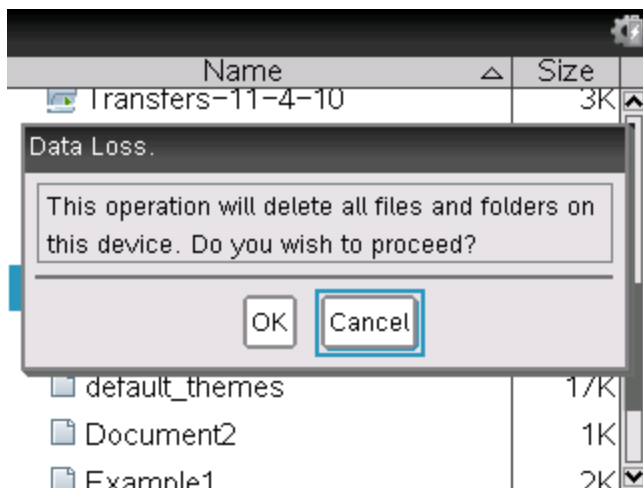 Name Size
Transfers-11-4-10 3K
Data Loss.
This operation will delete all files and folders on
this device. Do you wish to proceed?
OK Cancel
default_themes 17K
Document2 1K
Example1 2K